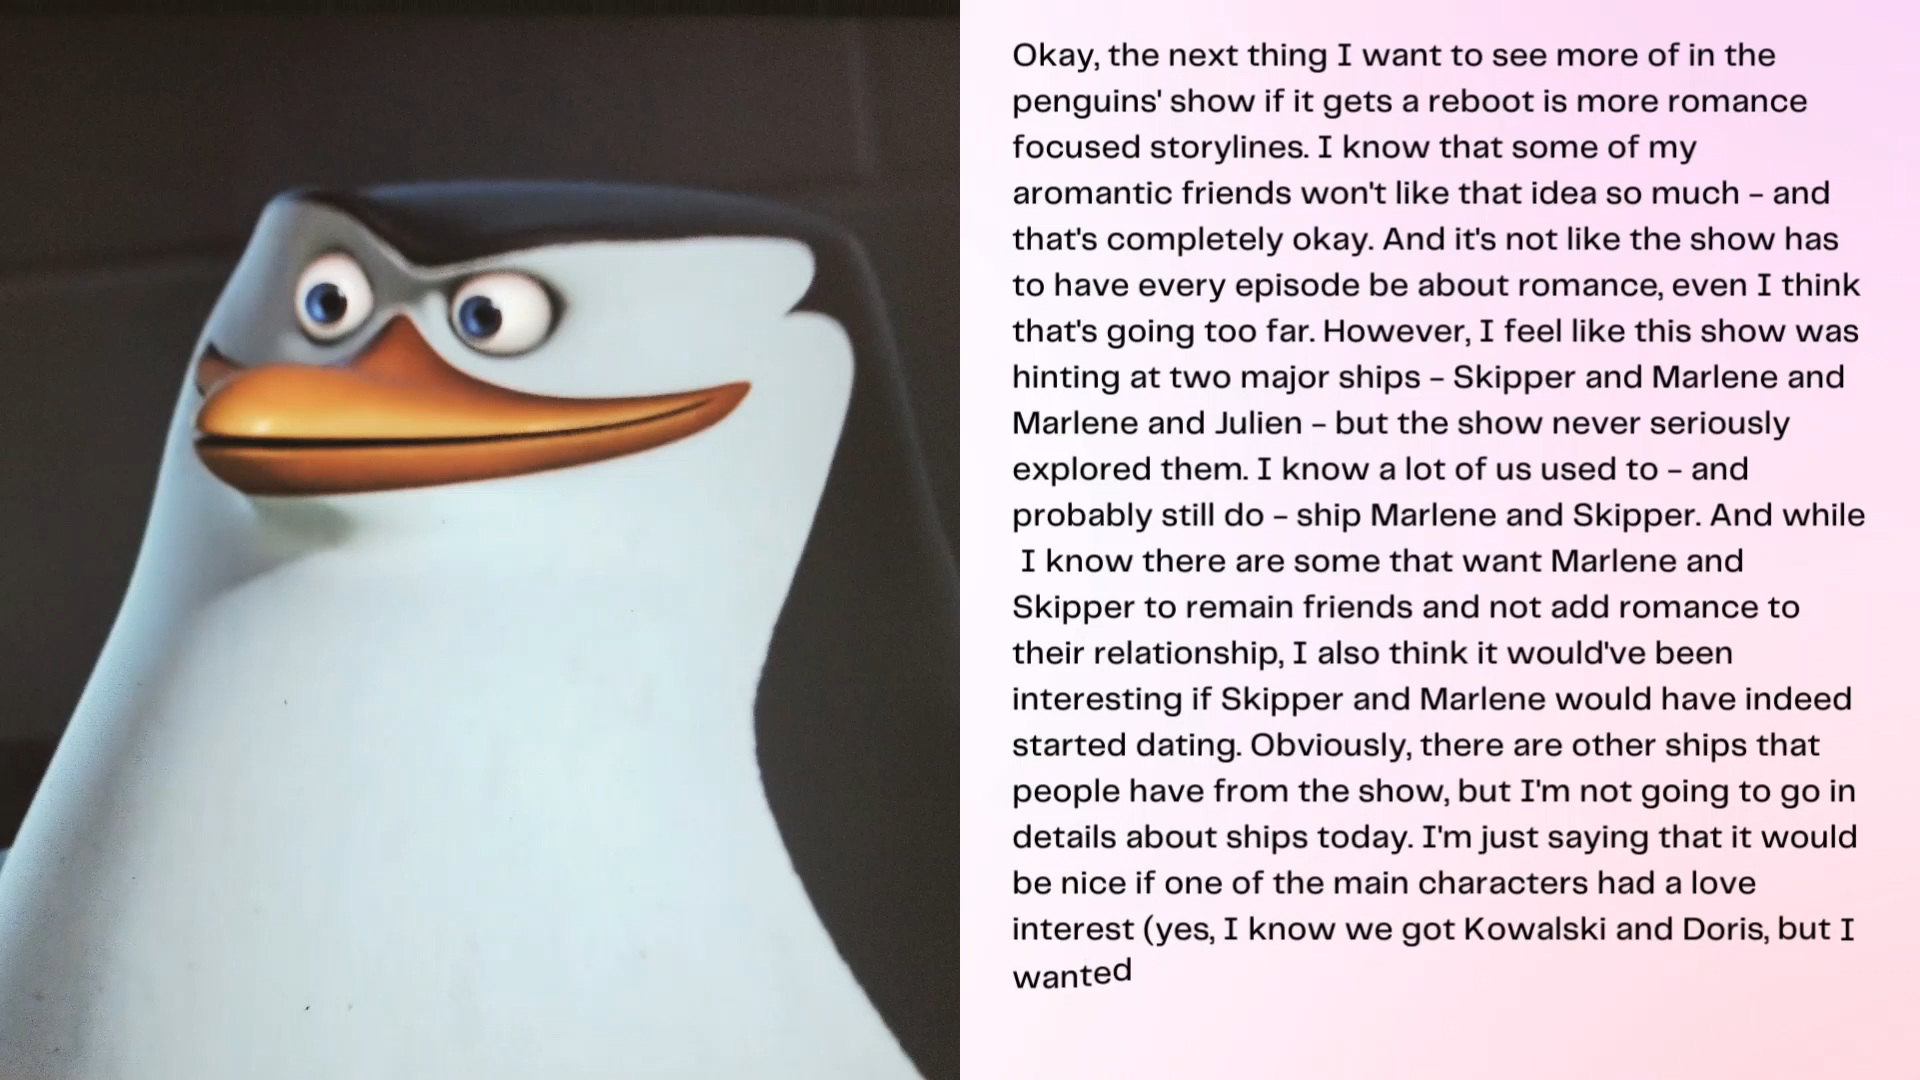 Okay, the next thing I want to see more of in the
penguins' show if it gets a reboot is more romance
focused storylines. I know that some of my
aromantic friends won't like that idea so much – and
that's completely okay. And it's not like the show has
to have every episode be about romance, even I think
that's going too far. However, I feel like this show was
hinting at two major ships – Skipper and Marlene and
Marlene and Julien – but the show never seriously
explored them. I know a lot of us used to – and
probably still do – ship Marlene and Skipper. And while
I know there are some that want Marlene and
Skipper to remain friends and not add romance to
their relationship, I also think it would've been
interesting if Skipper and Marlene would have indeed
started dating. Obviously, there are other ships that
people have from the show, but I'm not going to go in
details about ships today. I'm just saying that it would
be nice if one of the main characters had a love
interest (yes, I know we got Kowalski and Doris, but I
wanted